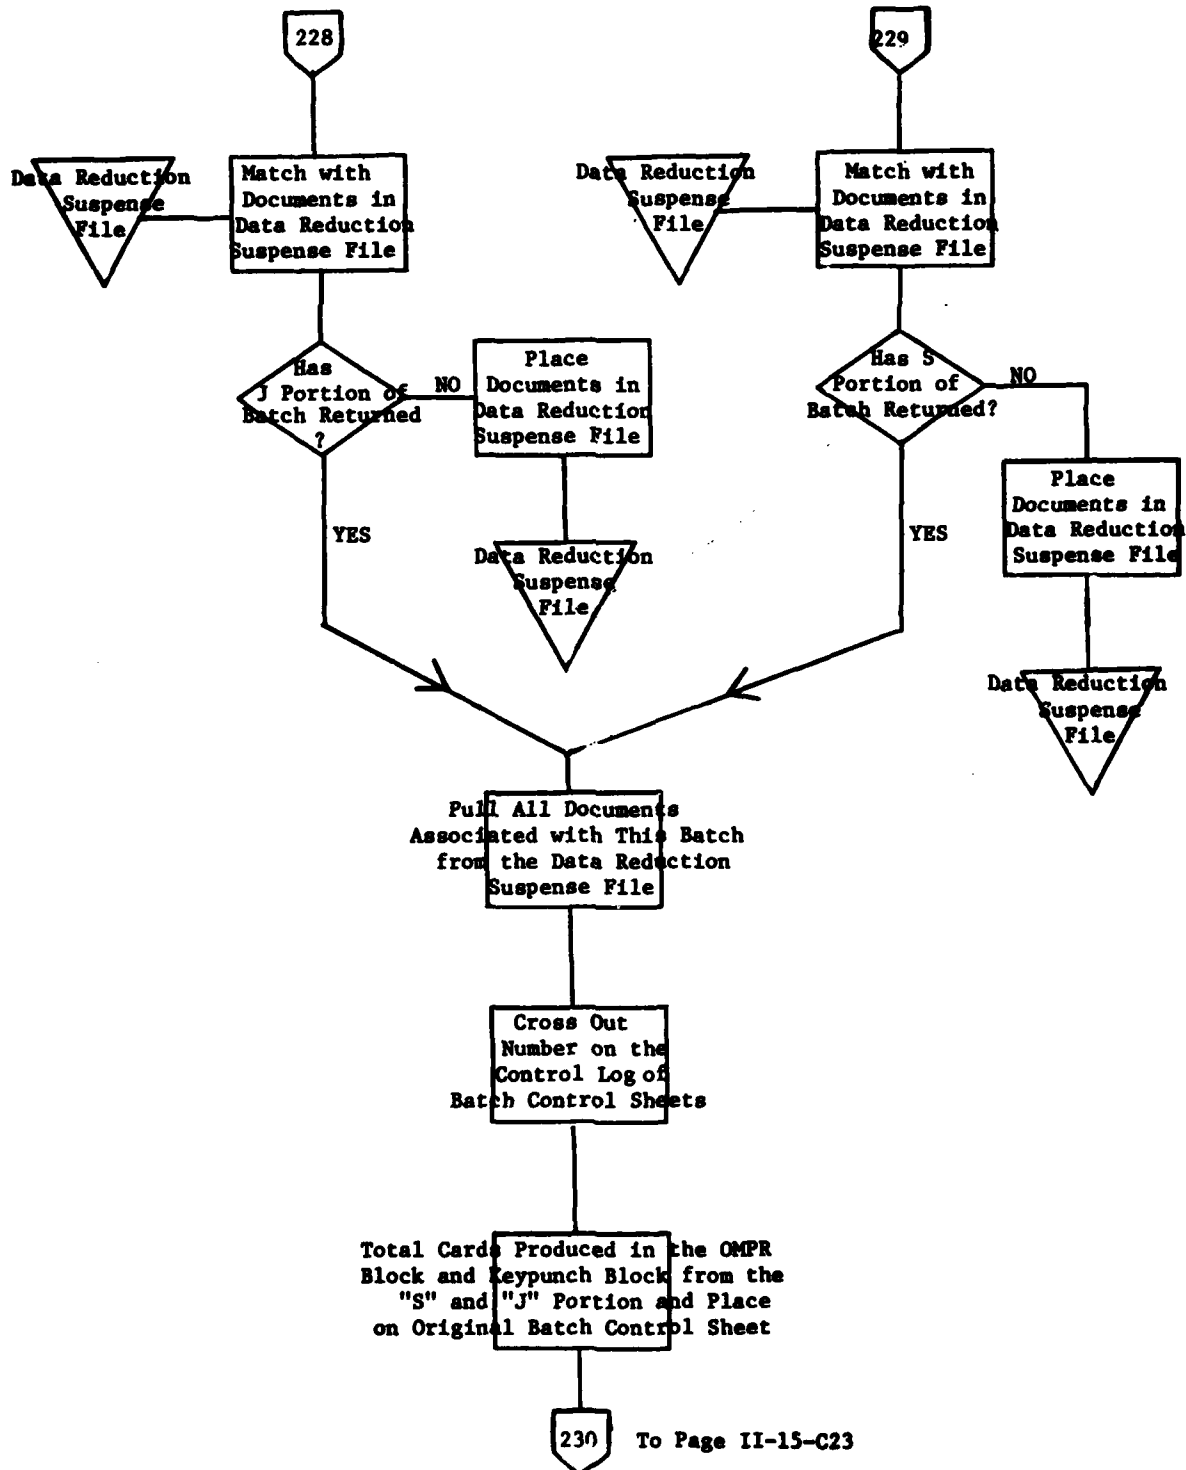 228
229
Data Reduction
Suspense
File
Match with
Documents in
Data Reduction
Suspense File
Data Reduction
Suspense
File
Match with
Documents in
Data Reduction
Suspense File
Has
J Portion of
Batch Returned
?
NO
Place
Documents in
Data Reduction
Suspense File
Has S
Portion of
Batch Returned?
NO
Place
Documents in
Data Reduction
Suspense File
YES
Data Reduction
Suspense
File
YES
Data Reduction
Suspense
File
Pull All Documents
Associated with This Batch
from the Data Reduction
Suspense File
Cross Out
Number on the
Control Log of
Batch Control Sheets
Total Cards Produced in the OMPR
Block and Keypunch Block from the
"S" and "J" Portion and Place
on Original Batch Control Sheet
230
To Page II-15-C23